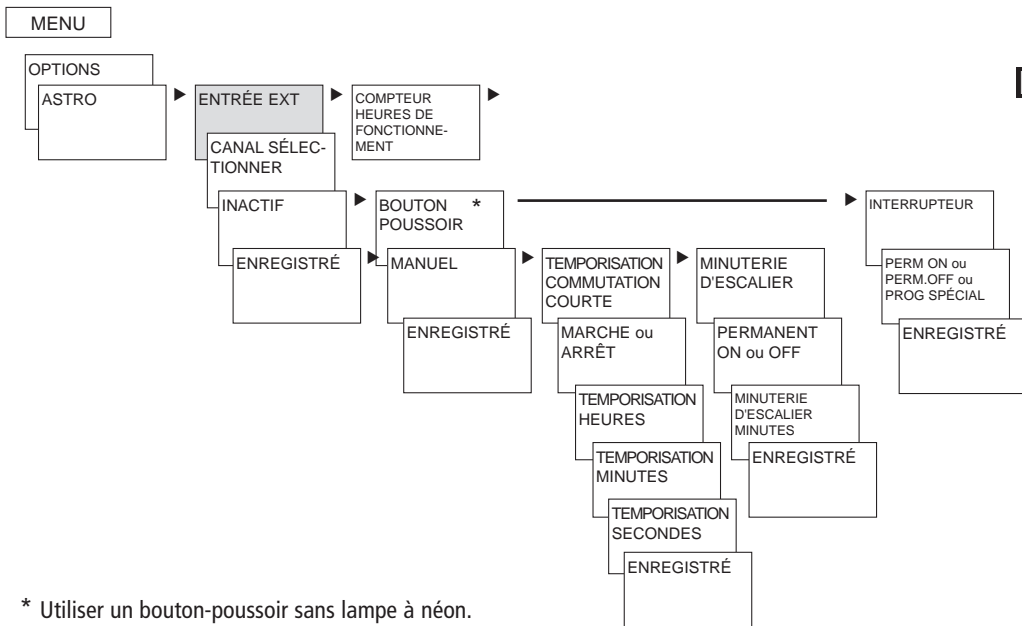 MENU
OPTIONS
ASTRO
ENTRÉE EXT
COMPTEUR
HEURES DE
FONCTIONNE-
MENT
CANAL SÉLEC-
TIONNER
INACTIF
BOUTON *
POUSSOIR
INTERRUPTEUR
ENREGISTRÉ
MANUEL
TEMPORISATION
COMMUTATION
COURTE
MINUTERIE
D'ESCALIER
PERM ON ou
PERM.OFF ou
PROG SPÉCIAL
ENREGISTRÉ
MARCHE ou
ARRÊT
PERMANENT
ON ou OFF
ENREGISTRÉ
TEMPORISATION
HEURES
MINUTERIE
D'ESCALIER
MINUTES
TEMPORISATION
MINUTES
ENREGISTRÉ
TEMPORISATION
SECONDES
ENREGISTRÉ
* Utiliser un bouton-poussoir sans lampe à néon.